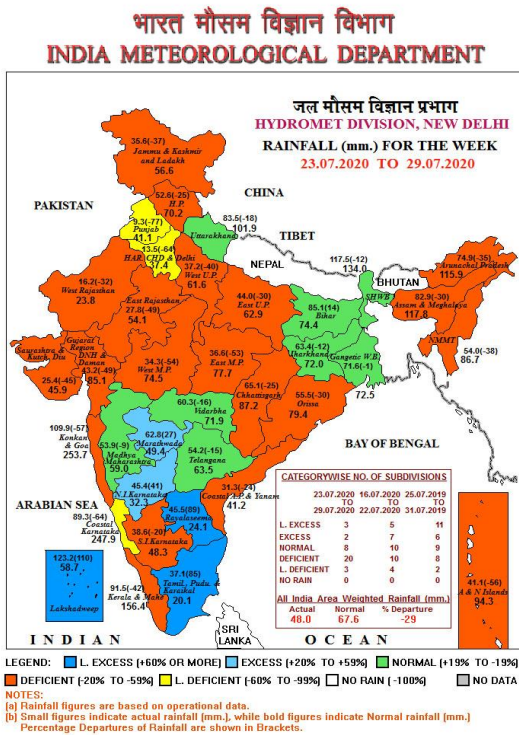 भारत मौसम विज्ञान विभाग
INDIA METEOROLOGICAL DEPARTMENT
जल मौसम विज्ञान प्रभाग
HYDROMET DIVISION, NEW DELHI
RAINFALL (mm.) FOR THE WEEK
23.07.2020 TO 29.07.2020
35.6(-37)
Jammu & Kashmir
and Ladakh
56.6
CHINA
52.6(-25)
H.P.
70.2
PAKISTAN
9.3(-77)
Punjab
41.1
83.5(-18)
101.9
Uttarakhand
TIBET
13.5(-64)
HAR. CHD & Delhi
37.4
NEPAL
117.5(-12)
134.0
74.9(-35)
Arunachal Pradesh
115.9
37.2(-40)
West U.P.
61.6
BHUTAN
16.2(-32)
West Rajasthan
23.8
East Rajasthan
27.8(-49)
54.1
44.0(-30)
East U.P.
62.9
SHWB
82.9(-30)
Assam & Meghalaya
117.8
85.1(14)
Bihar
74.4
NMMT
54.0(-38)
86.7
Gujarat
Region
DNH &
Daman
43.2(-49)
85.1
Saurashtra &
Kutch, Diu
25.4(-45)
45.9
34.3(-54)
West M.P.
74.5
36.6(-53)
East M.P.
77.7
63.4(-12)
Jharkhand
72.0
Gangetic W.B
71.6(-1)
72.5
65.1(-25)
Chhattisgarh
87.2
55.5(-30)
Orissa
79.4
60.3(-16)
Vidarbha
71.9
109.9(-57)
Konkan
& Goa
253.7
62.8(27)
Marathwada
49.4
53.9(-9)
Madhya
Maharashtra
59.0
54.2(-15)
Telangana
63.5
BAY OF BENGAL
45.4(41)
N.I.Karnataka
32.3
31.3(-24)
Coastal A.P & Yanam
41.2
ARABIAN SEA
89.3(-64)
Coastal
Karnataka
247.9
45.5(89)
Rayalaseema
24.1
38.6(-20)
S.I.Karnataka
48.3
123.2(110)
58.7
Lakshadweep
91.5(-42)
Kerala & Mahe
156.4
37.1(85)
Tamil, Pudu. &
Karaikal
20.1
41.1(-56)
A & N Islands
94.3
SRI
LANKA
INDIAN OCEAN
CATEGORYWISE NO. OF SUBDIVISIONS
23.07.2020 16.07.2020 25.07.2019
TO TO TO
29.07.2020 22.07.2020 31.07.2019
L. EXCESS 3 5 11
EXCESS 2 7 6
NORMAL 8 10 9
DEFICIENT 20 10 8
L. DEFICIENT 3 4 2
NO RAIN 0 0 0
All India Area Weighted Rainfall (mm.)
Actual Normal % Departure
48.0 67.6 -29
LEGEND: L. EXCESS (+60% OR MORE) EXCESS (+20% TO +59%) NORMAL (+19% TO -19%)
DEFICIENT (-20% TO -59%) L. DEFICIENT (-60% TO -99%) NO RAIN ( -100%) NO DATA
NOTES:
(a) Rainfall figures are based on operational data.
(b) Small figures indicate actual rainfall (mm.), while bold figures indicate Normal rainfall (mm.)
Percentage Departures of Rainfall are shown in Brackets.